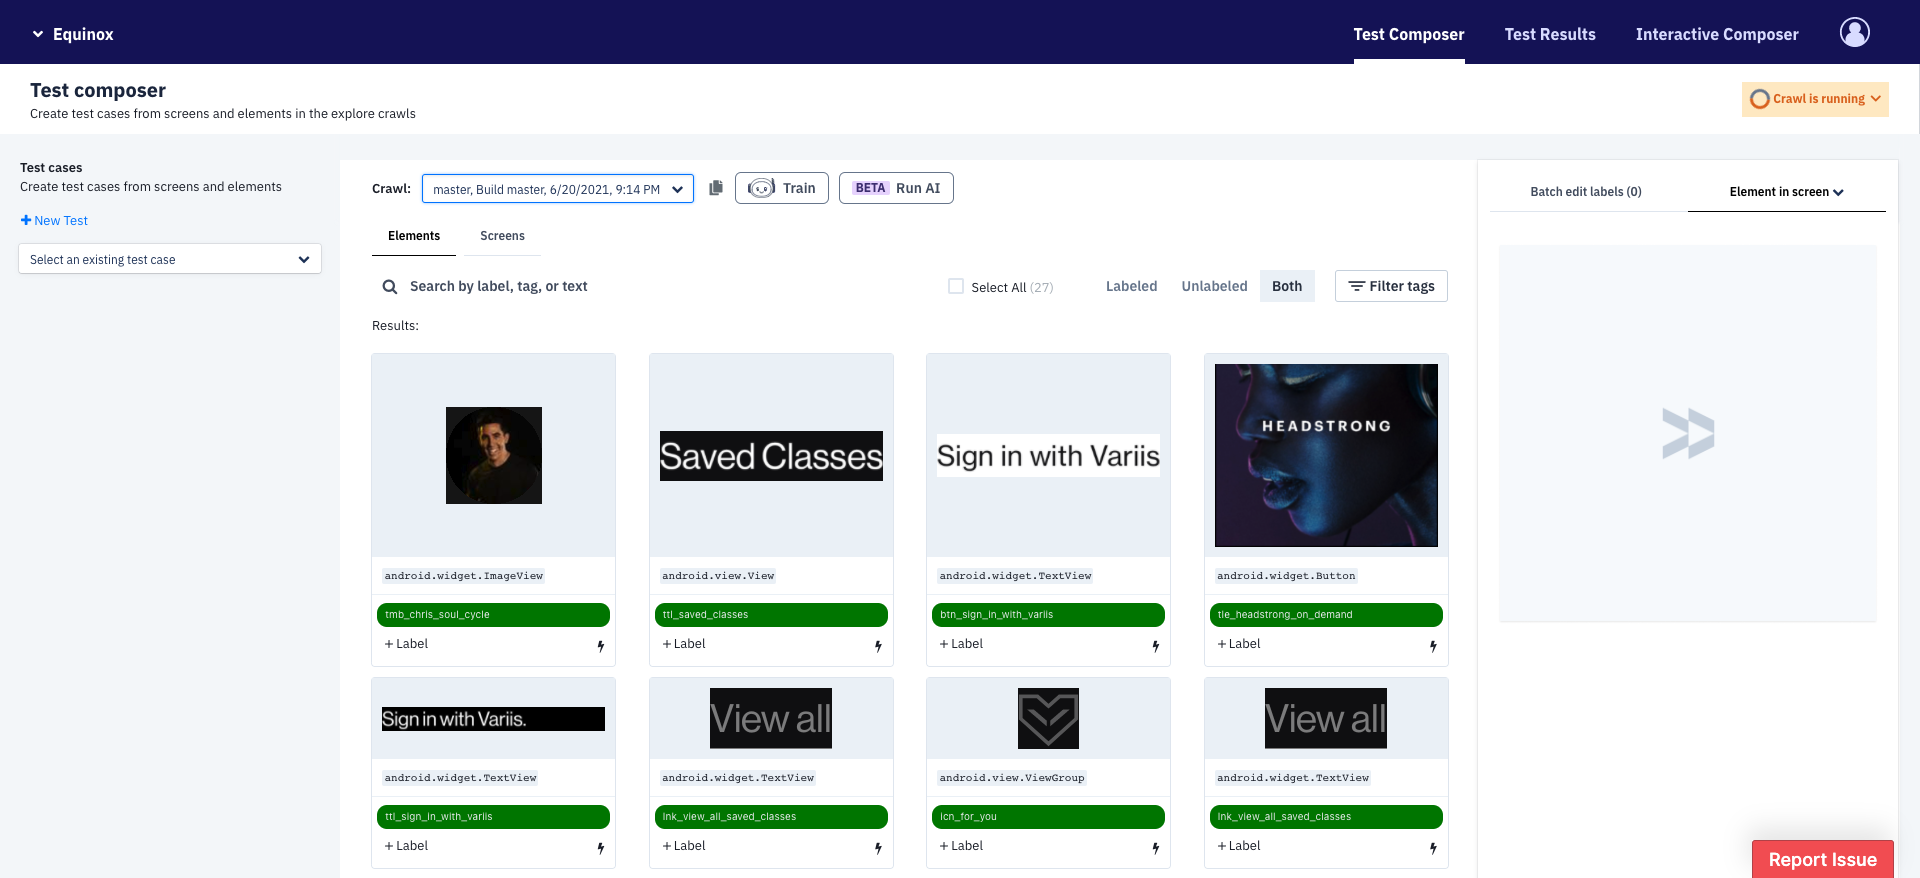 Equinox
Test Composer
Test Results
Interactive Composer
Test composer
Create test cases from screens and elements in the explore crawls
Crawl is running
Test cases
Create test cases from screens and elements
New Test
Select an existing test case
Crawl:
master, Build master, 6/20/2021, 9:14 PM
Train
BETA Run AI
Elements
Screens
Search by label, tag, or text
Select All (27)
Labeled
Unlabeled
Both
Filter tags
Results:
Saved Classes
Sign in with Variis
HEADSTRONG
android.widget.ImageView
android.view.View
android.widget.TextView
android.widget.Button
tmb_chris_soul_cycle
ttl_saved_classes
btn_sign_in_with_variis
tle_headstrong_on_demand
+ Label
+ Label
+ Label
+ Label
Sign in with Variis.
View all
View all
android.widget.TextView
android.widget.TextView
android.view.ViewGroup
android.widget.TextView
ttl_sign_in_with_variis
lnk_view_all_saved_classes
icn_for_you
lnk_view_all_saved_classes
+ Label
+ Label
+ Label
+ Label
Batch edit labels (0)
Element in screen
Report Issue